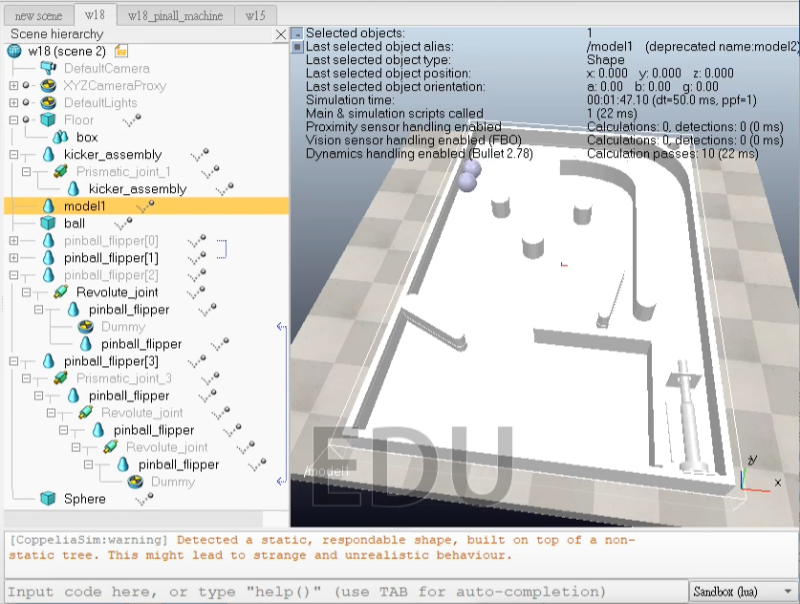 new scene w18 w18_pinall_machine w15
Scene hierarchy
w18 (scene 2)
DefaultCamera
XYZCameraProxy
DefaultLights
Floor
box
kicker_assembly
Prismatic_joint_1
kicker_assembly
model1
ball
pinball_flipper[0]
pinball_flipper[1]
pinball_flipper[2]
Revolute_joint
pinball_flipper
Dummy
pinball_flipper
pinball_flipper[3]
Prismatic_joint_3
pinball_flipper
Revolute_joint
pinball_flipper
Revolute_joint
pinball_flipper
Dummy
Sphere
Selected objects: 1
Last selected object alias: /model1 (deprecated name:model2)
Last selected object type: Shape
Last selected object position: x: 0.000 y: 0.000 z: 0.000
Last selected object orientation: a: 0.00 b: 0.00 g: 0.00
Simulation time: 00:01:47.10 (dt=50.0 ms, ppf=1)
Main & simulation scripts called 1 (22 ms)
Proximity sensor handling enabled Calculations: 0, detections: 0 (0 ms)
Vision sensor handling enabled (FBO) Calculations: 0, detections: 0 (0 ms)
Dynamics handling enabled (Bullet 2.78) Calculation passes: 10 (22 ms)
EDU
/model1
z y
x
[CoppeliaSim:warning] Detected a static, respondable shape, built on top of a non-
static tree. This might lead to strange and unrealistic behaviour.
Input code here, or type "help()" (use TAB for auto-completion) Sandbox (lua)